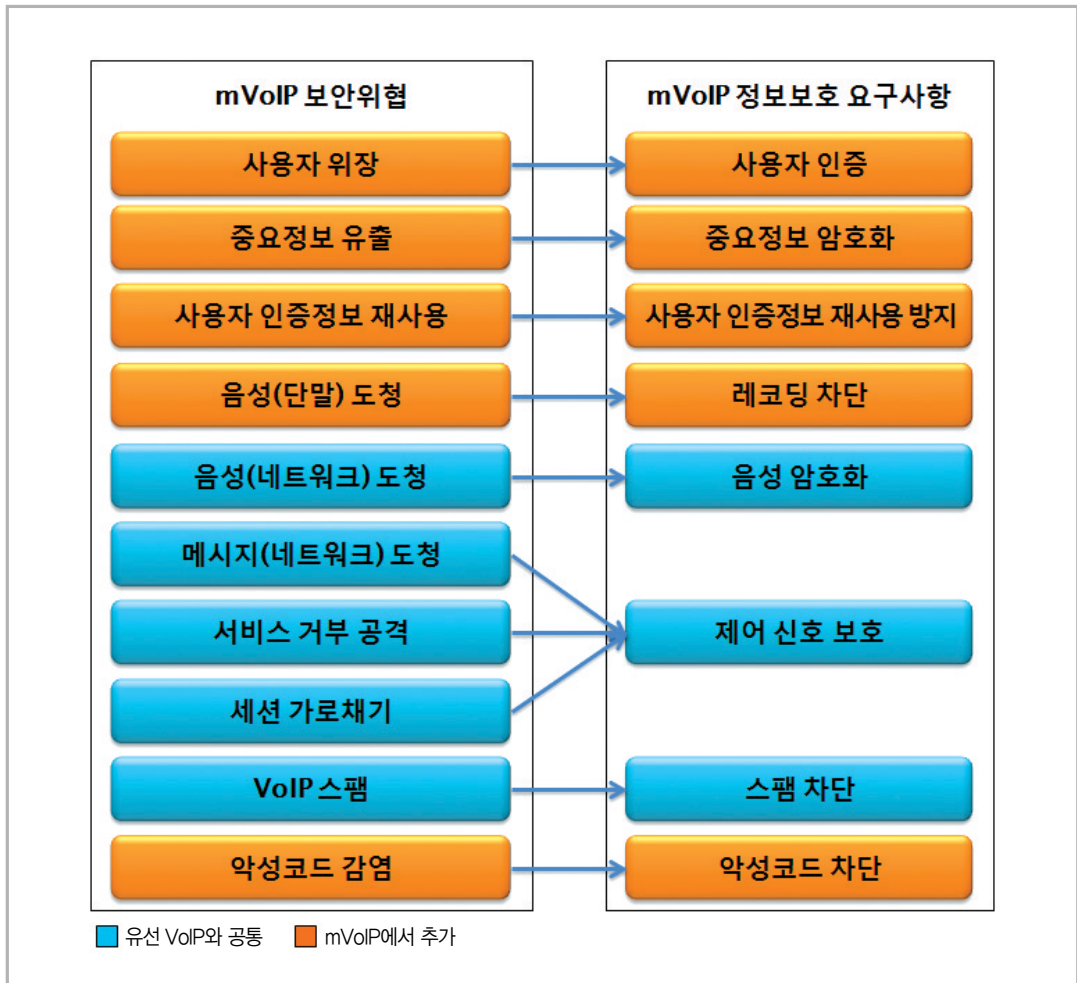 mVoIP 보안위협
사용자 위장
중요정보 유출
사용자 인증정보 재사용
음성(단말) 도청
음성(네트워크) 도청
메시지(네트워크) 도청
서비스 거부 공격
세션 가로채기
VoIP 스팸
악성코드 감염
mVoIP 정보보호 요구사항
사용자 인증
중요정보 암호화
사용자 인증정보 재사용 방지
레코딩 차단
음성 암호화
제어 신호 보호
스팸 차단
악성코드 차단
유선 VoIP와 공통
mVoIP에서 추가